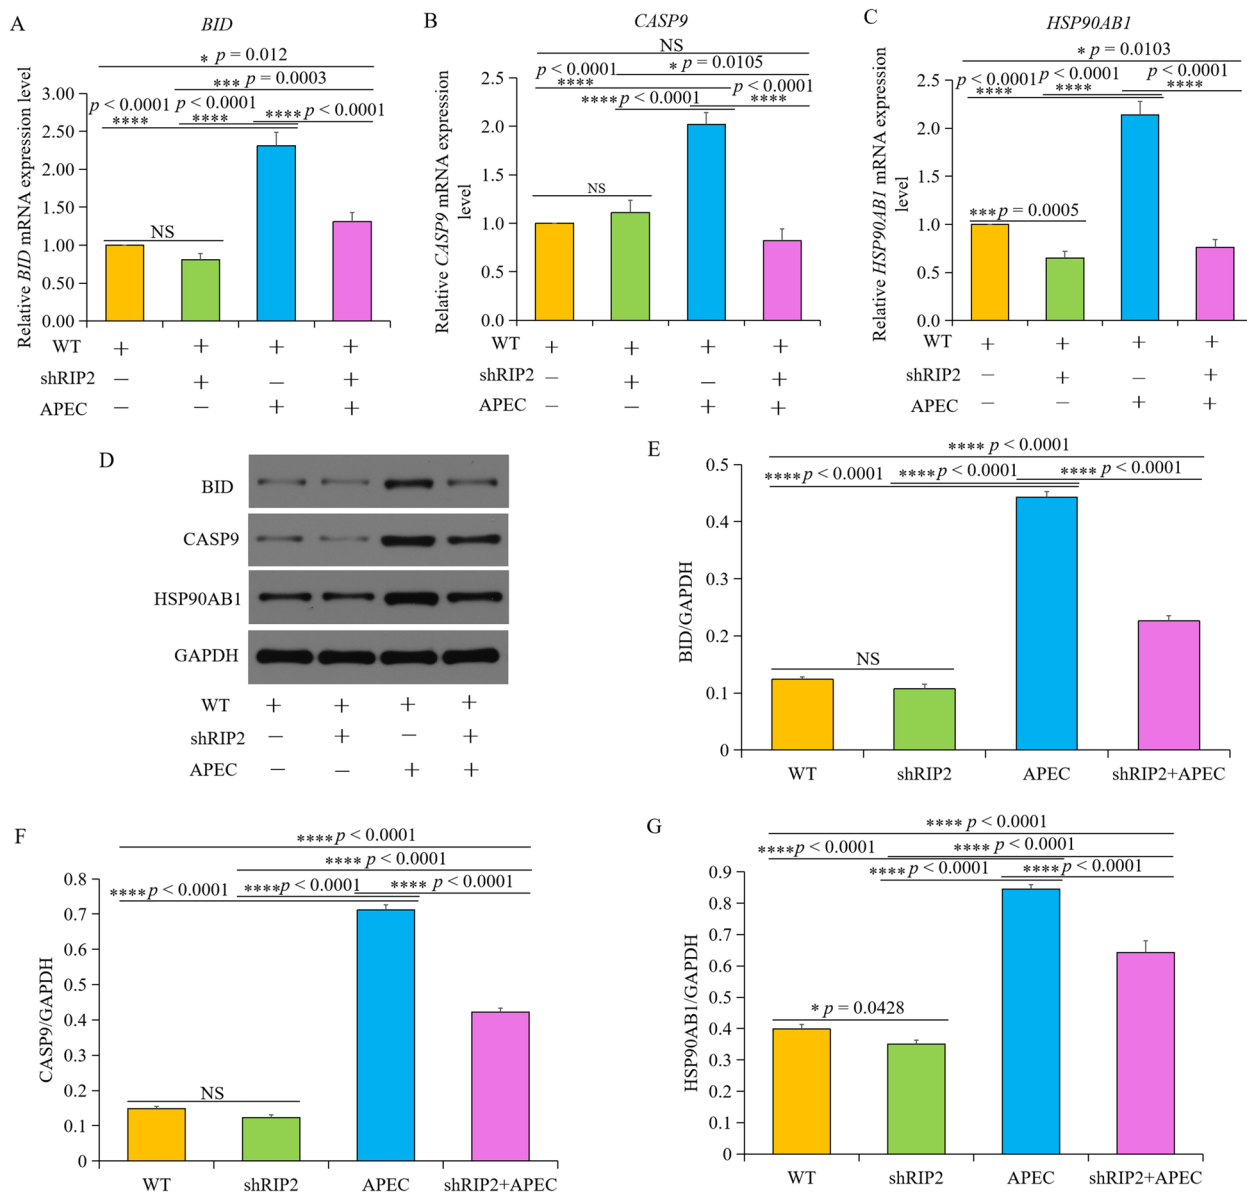 A
BID
* p = 0.012
*** p = 0.0003
p < 0.0001 p < 0.0001
**** **** **** p < 0.0001
Relative BID mRNA expression level
3.00
2.50
2.00
1.50
1.00
0.50
0.00
NS
WT + + + +
shRIP2 – + – +
APEC – – + +
B
CASP9
NS
* p = 0.0105
p < 0.0001 p < 0.0001
****
**** p < 0.0001 ****
Relative CASP9 mRNA expression
level
2.5
2.0
1.5
1.0
0.5
0.0
NS
WT + + + +
shRIP2 – + – +
APEC – – + +
C
HSP90AB1
* p = 0.0103
p < 0.0001 p < 0.0001 p < 0.0001
**** **** ****
Relative HSP90AB1 mRNA expression
level
2.5
2.0
1.5
1.0
0.5
0.0
*** p = 0.0005
WT + + + +
shRIP2 – + – +
APEC – – + +
D
BID
CASP9
HSP90AB1
GAPDH
WT + + + +
shRIP2 – + – +
APEC – – + +
E
**** p < 0.0001
**** p < 0.0001 **** p < 0.0001 **** p < 0.0001
BID/GAPDH
0.5
0.4
0.3
0.2
0.1
0
NS
WT shRIP2 APEC shRIP2+APEC
F
**** p < 0.0001
**** p < 0.0001
**** p < 0.0001 **** p < 0.0001 **** p < 0.0001
CASP9/GAPDH
0.8
0.7
0.6
0.5
0.4
0.3
0.2
0.1
0
NS
WT shRIP2 APEC shRIP2+APEC
G
**** p < 0.0001
**** p < 0.0001 **** p < 0.0001
**** p < 0.0001 **** p < 0.0001
HSP90AB1/GAPDH
0.9
0.8
0.7
0.6
0.5
0.4
0.3
0.2
0.1
0
* p = 0.0428
WT shRIP2 APEC shRIP2+APEC